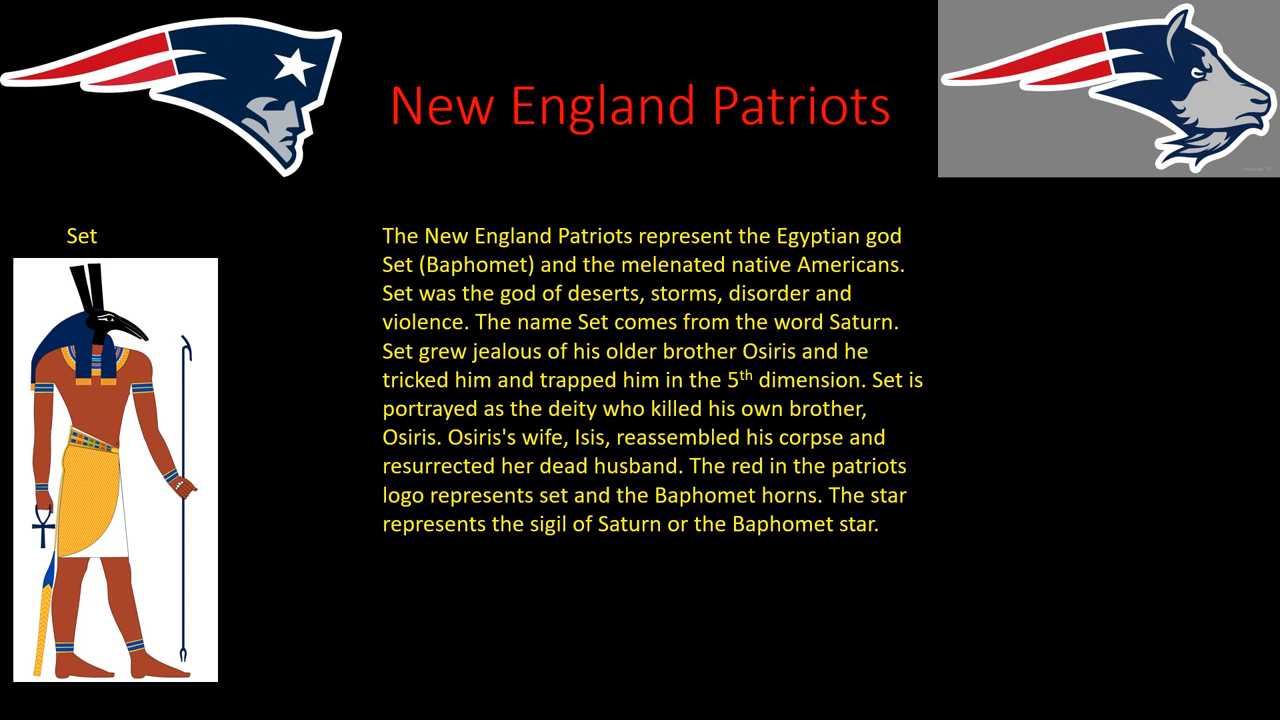 New England Patriots
Set
The New England Patriots represent the Egyptian god
Set (Baphomet) and the melenated native Americans.
Set was the god of deserts, storms, disorder and
violence. The name Set comes from the word Saturn.
Set grew jealous of his older brother Osiris and he
tricked him and trapped him in the 5th dimension. Set is
portrayed as the deity who killed his own brother,
Osiris. Osiris's wife, Isis, reassembled his corpse and
resurrected her dead husband. The red in the patriots
logo represents set and the Baphomet horns. The star
represents the sigil of Saturn or the Baphomet star.